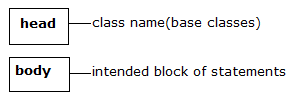 head class name(base classes)
body intended block of statements